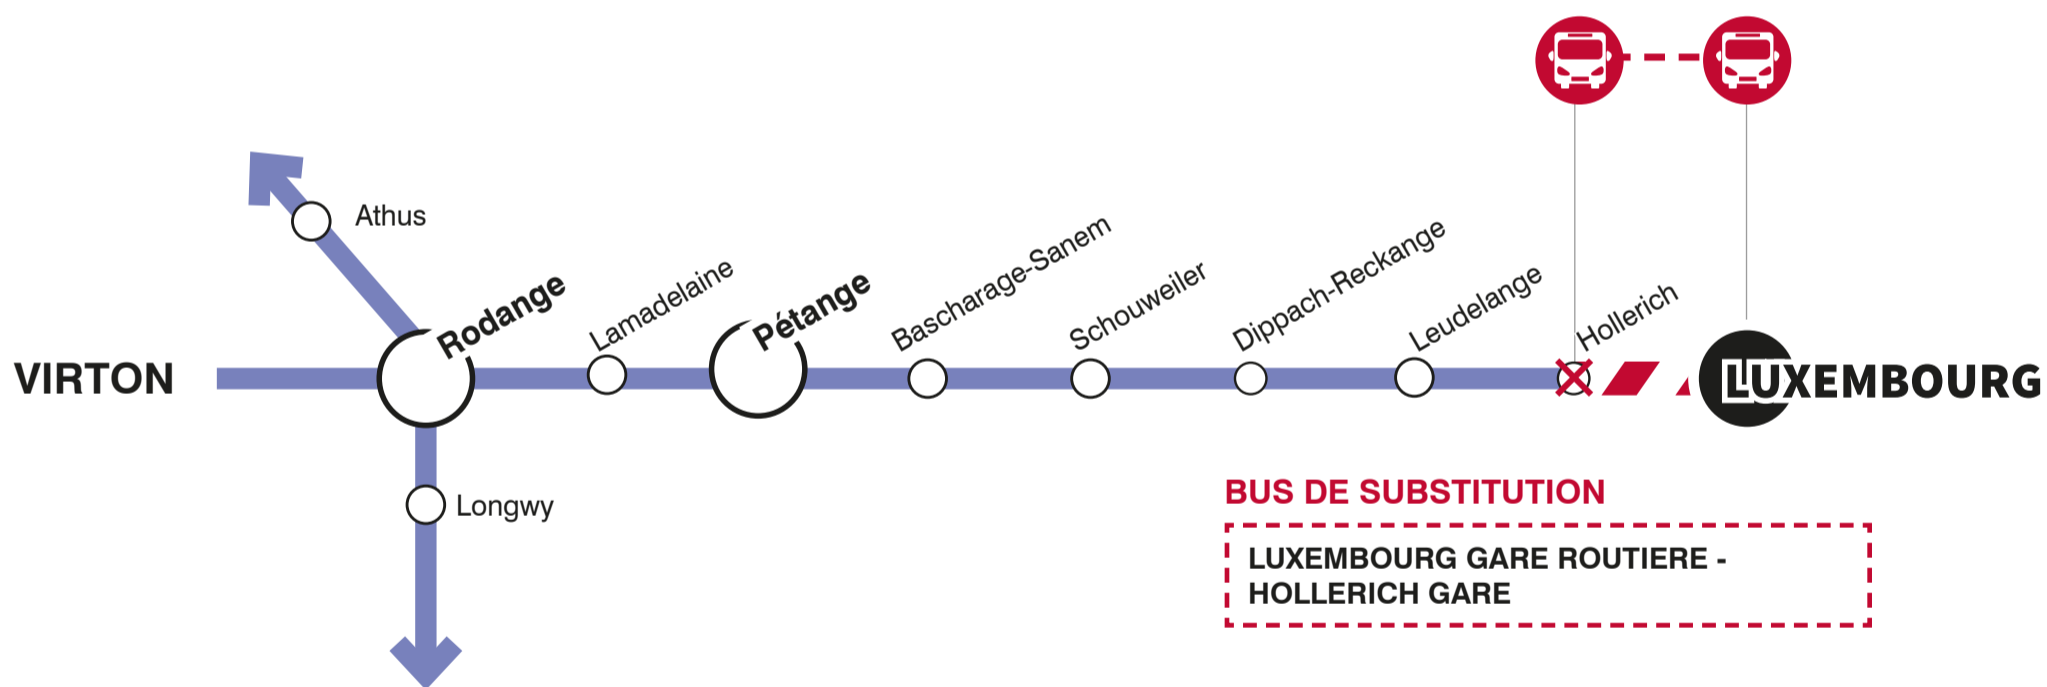 Athus
Rodange
Lamadelaine
Pétange
Bascharage-Sanem
Schouweiler
Dippach-Reckange
Leudelange
Hollerich
VIRTON
LUXEMBOURG
Longwy
BUS DE SUBSTITUTION
LUXEMBOURG GARE ROUTIERE -
HOLLERICH GARE